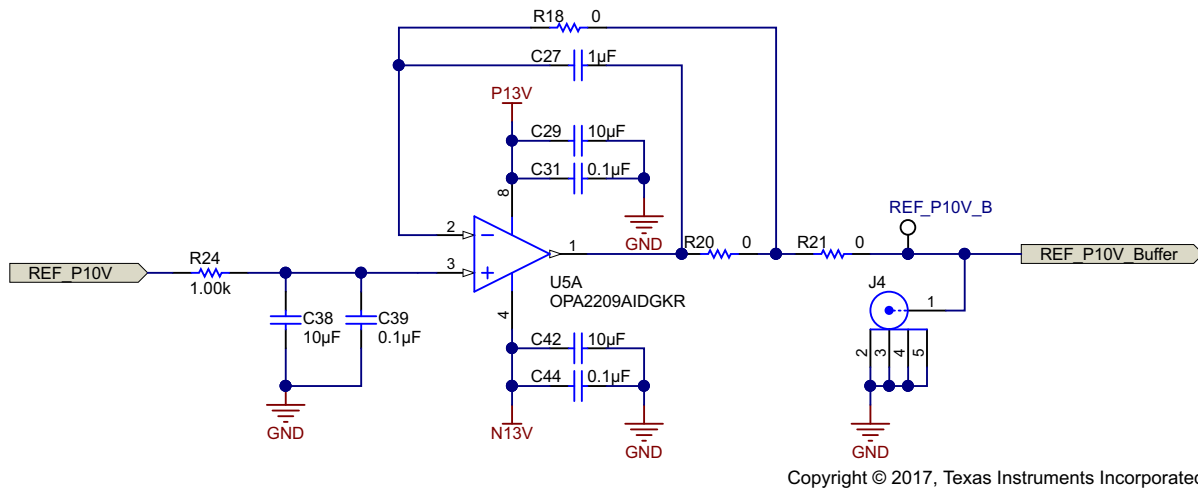 R18 0
C27 1µF
P13V
C29 10µF
C31 0.1µF
8
GND
REF_P10V_B
2
1
R20 0
R21 0
REF_P10V
R24
1.00k
3
U5A
OPA2209AIDGKR
REF_P10V_Buffer
J4
1
C38
10µF
C39
0.1µF
4
C42 10µF
C44 0.1µF
2
3
4
5
GND
N13V
GND
GND
Copyright © 2017, Texas Instruments Incorporated